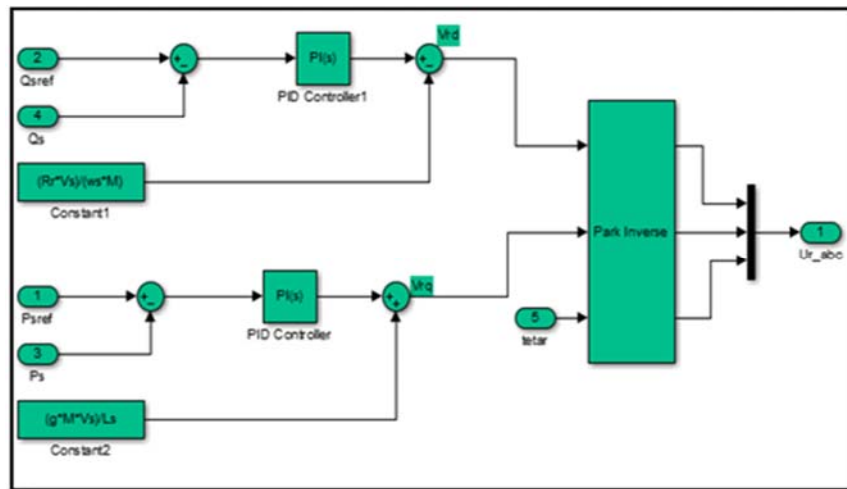 Vrd
2
Qsref
+
-
PI(s)
PID Controller1
+
-
4
Qs
(Rr*Vs)/(ws*M)
Constant1
Park Inverse
1
Ur_abc
1
Psref
+
-
PI(s)
PID Controller
+
+
Vrq
5
tetar
3
Ps
(g*M*Vs)/Ls
Constant2